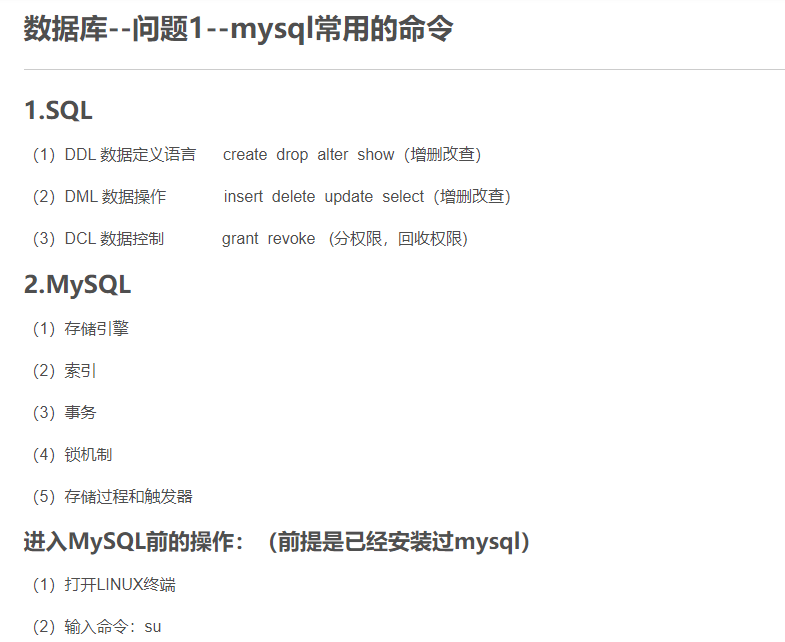 数据库--问题1--mysql常用的命令
1.SQL
（1）DDL 数据定义语言 create drop alter show（增删改查）
（2）DML 数据操作 insert delete update select（增删改查）
（3）DCL 数据控制 grant revoke （分权限，回收权限）
2.MySQL
（1）存储引擎
（2）索引
（3）事务
（4）锁机制
（5）存储过程和触发器
进入MySQL前的操作：（前提是已经安装过mysql）
（1）打开LINUX终端
（2）输入命令：su